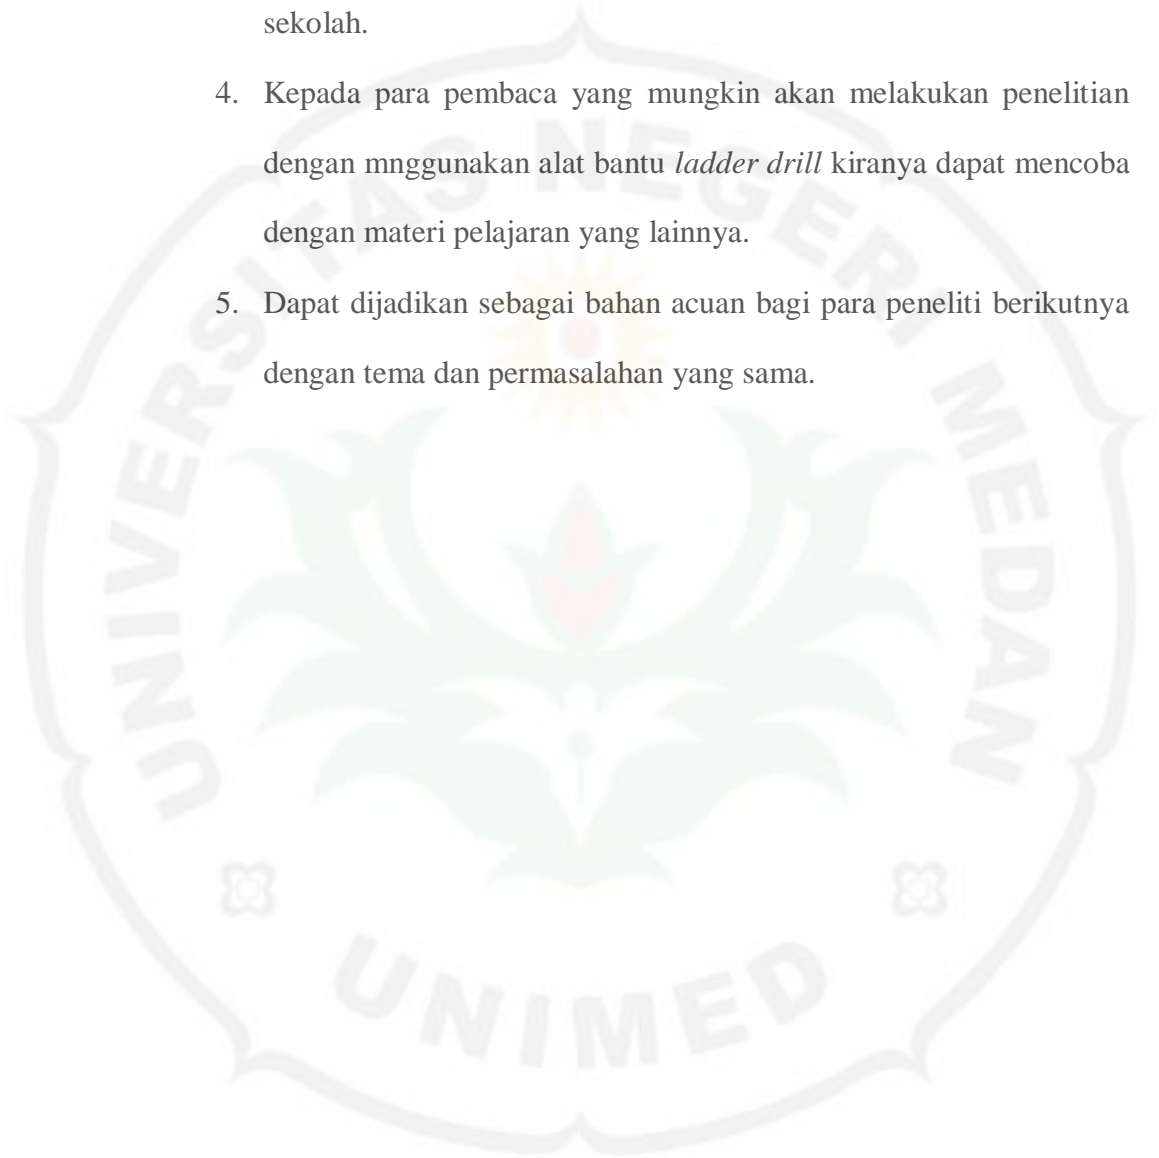 sekolah.
4. Kepada para pembaca yang mungkin akan melakukan penelitian
dengan mnggunakan alat bantu ladder drill kiranya dapat mencoba
dengan materi pelajaran yang lainnya.
5. Dapat dijadikan sebagai bahan acuan bagi para peneliti berikutnya
dengan tema dan permasalahan yang sama.
UNIVERSITAS NEGERI MEDAN
UNIMED